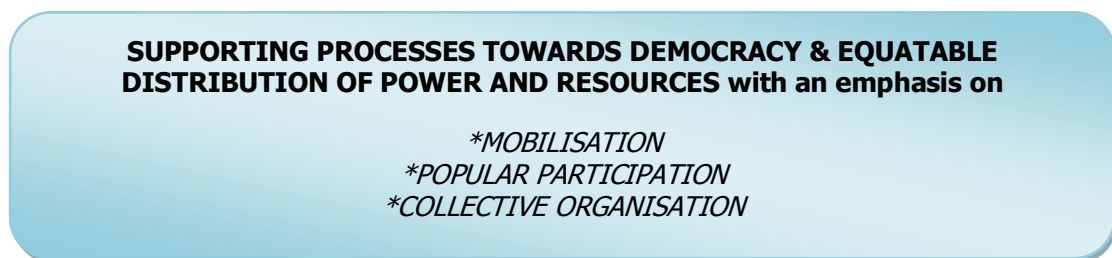 SUPPORTING PROCESSES TOWARDS DEMOCRACY & EQUATABLE
DISTRIBUTION OF POWER AND RESOURCES with an emphasis on
*MOBILISATION
*POPULAR PARTICIPATION
*COLLECTIVE ORGANISATION